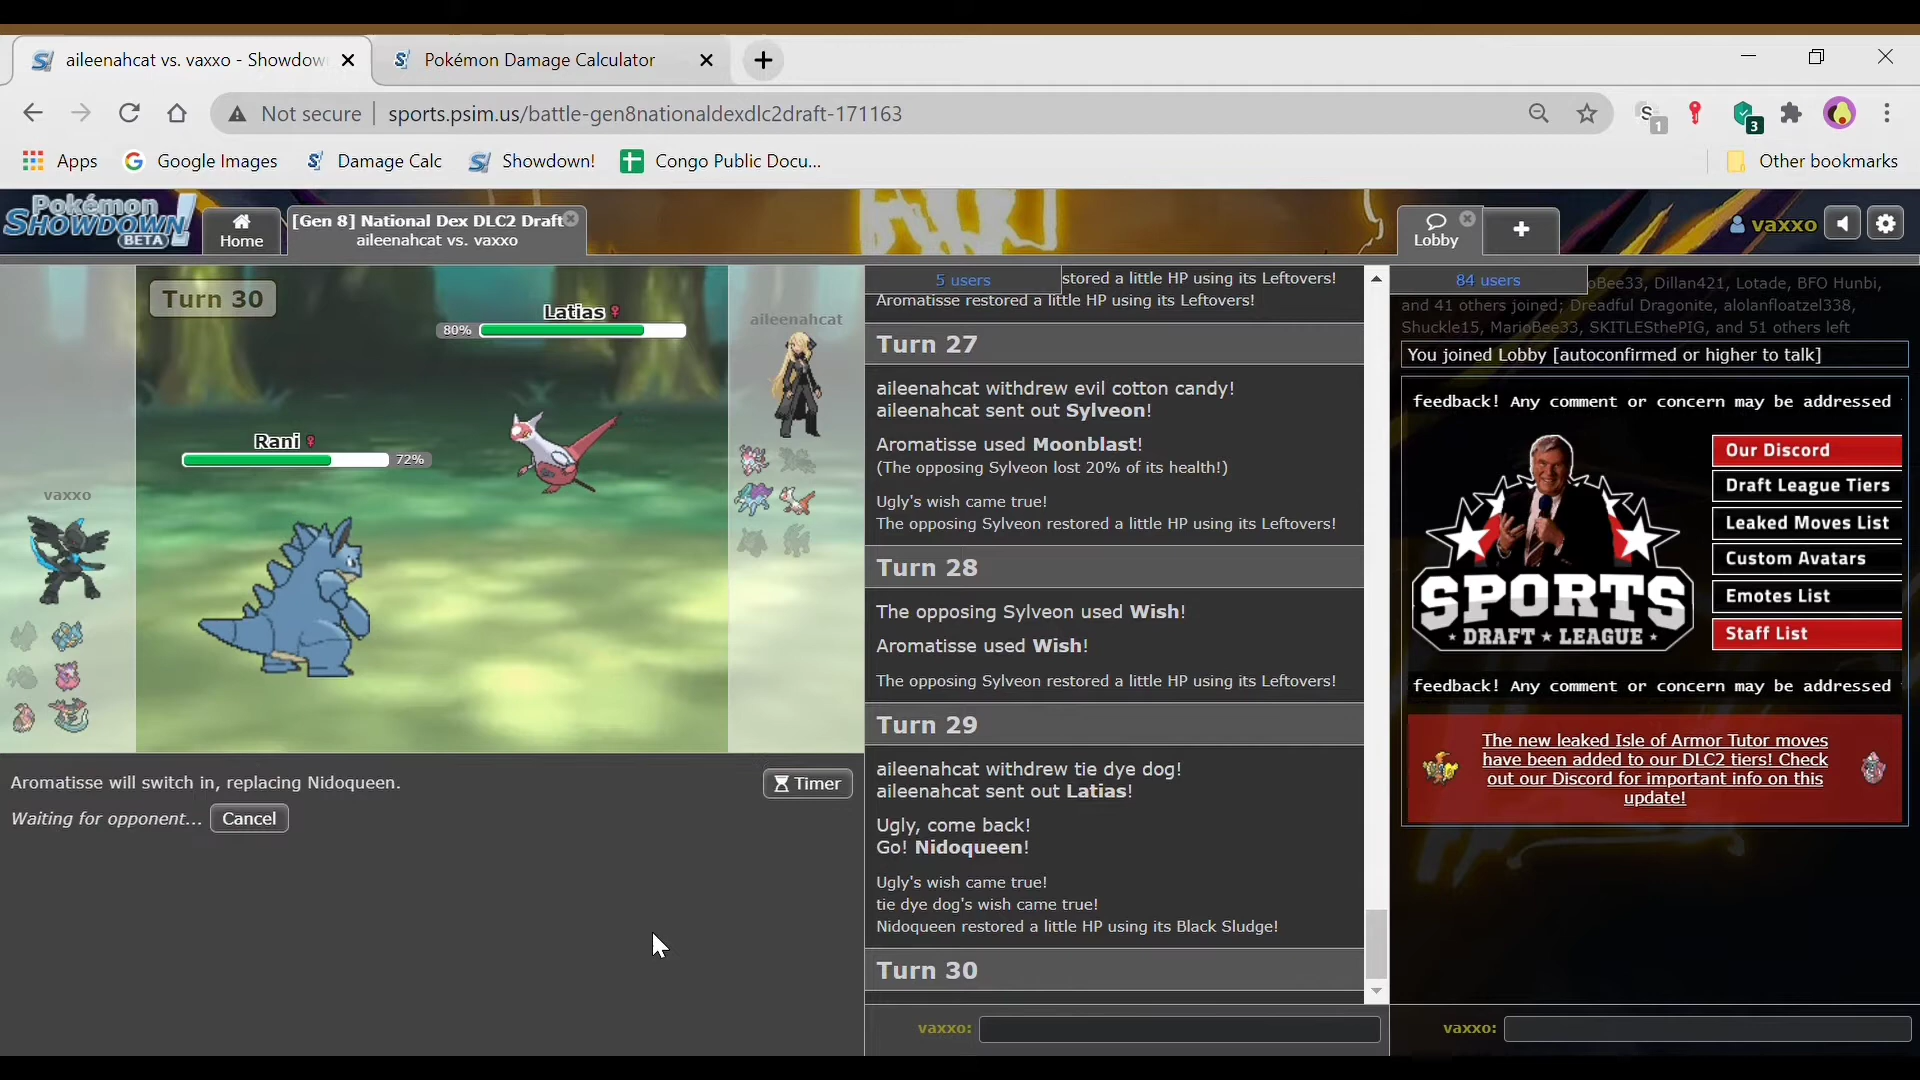 aileenahcat vs. vaxxo - Showdow
Pokémon Damage Calculator
Not secure
sports.psim.us/battle-gen8nationaldexdlc2draft-171163
S
1
3
Apps
Google Images
Damage Calc
Showdown!
Congo Public Docu...
Other bookmarks
Pokémon
SHOWDOWN!
BETA
Home
[Gen 8] National Dex DLC2 Draft
aileenahcat vs. vaxxo
Lobby
vaxxo
Turn 30
Latias ♀
80%
Rani ♀
72%
aileenahcat
vaxxo
Aromatisse will switch in, replacing Nidoqueen.
Timer
Waiting for opponent...
Cancel
5 users
stored a little HP using its Leftovers!
Aromatisse restored a little HP using its Leftovers!
Turn 27
aileenahcat withdrew evil cotton candy!
aileenahcat sent out Sylveon!
Aromatisse used Moonblast!
(The opposing Sylveon lost 20% of its health!)
Ugly's wish came true!
The opposing Sylveon restored a little HP using its Leftovers!
Turn 28
The opposing Sylveon used Wish!
Aromatisse used Wish!
The opposing Sylveon restored a little HP using its Leftovers!
Turn 29
aileenahcat withdrew tie dye dog!
aileenahcat sent out Latias!
Ugly, come back!
Go! Nidoqueen!
Ugly's wish came true!
tie dye dog's wish came true!
Nidoqueen restored a little HP using its Black Sludge!
Turn 30
vaxxo:
84 users
oBee33, Dillan421, Lotade, BFO Hunbi,
and 41 others joined; Dreadful Dragonite, alolanfloatzel338,
Shuckle15, MarioBee33, SKITLESthePIG, and 51 others left
You joined Lobby [autoconfirmed or higher to talk]
feedback! Any comment or concern may be addressed
SPORTS
DRAFT ★ LEAGUE
Our Discord
Draft League Tiers
Leaked Moves List
Custom Avatars
Emotes List
Staff List
feedback! Any comment or concern may be addressed
The new leaked Isle of Armor Tutor moves
have been added to our DLC2 tiers! Check
out our Discord for important info on this
update!
vaxxo: